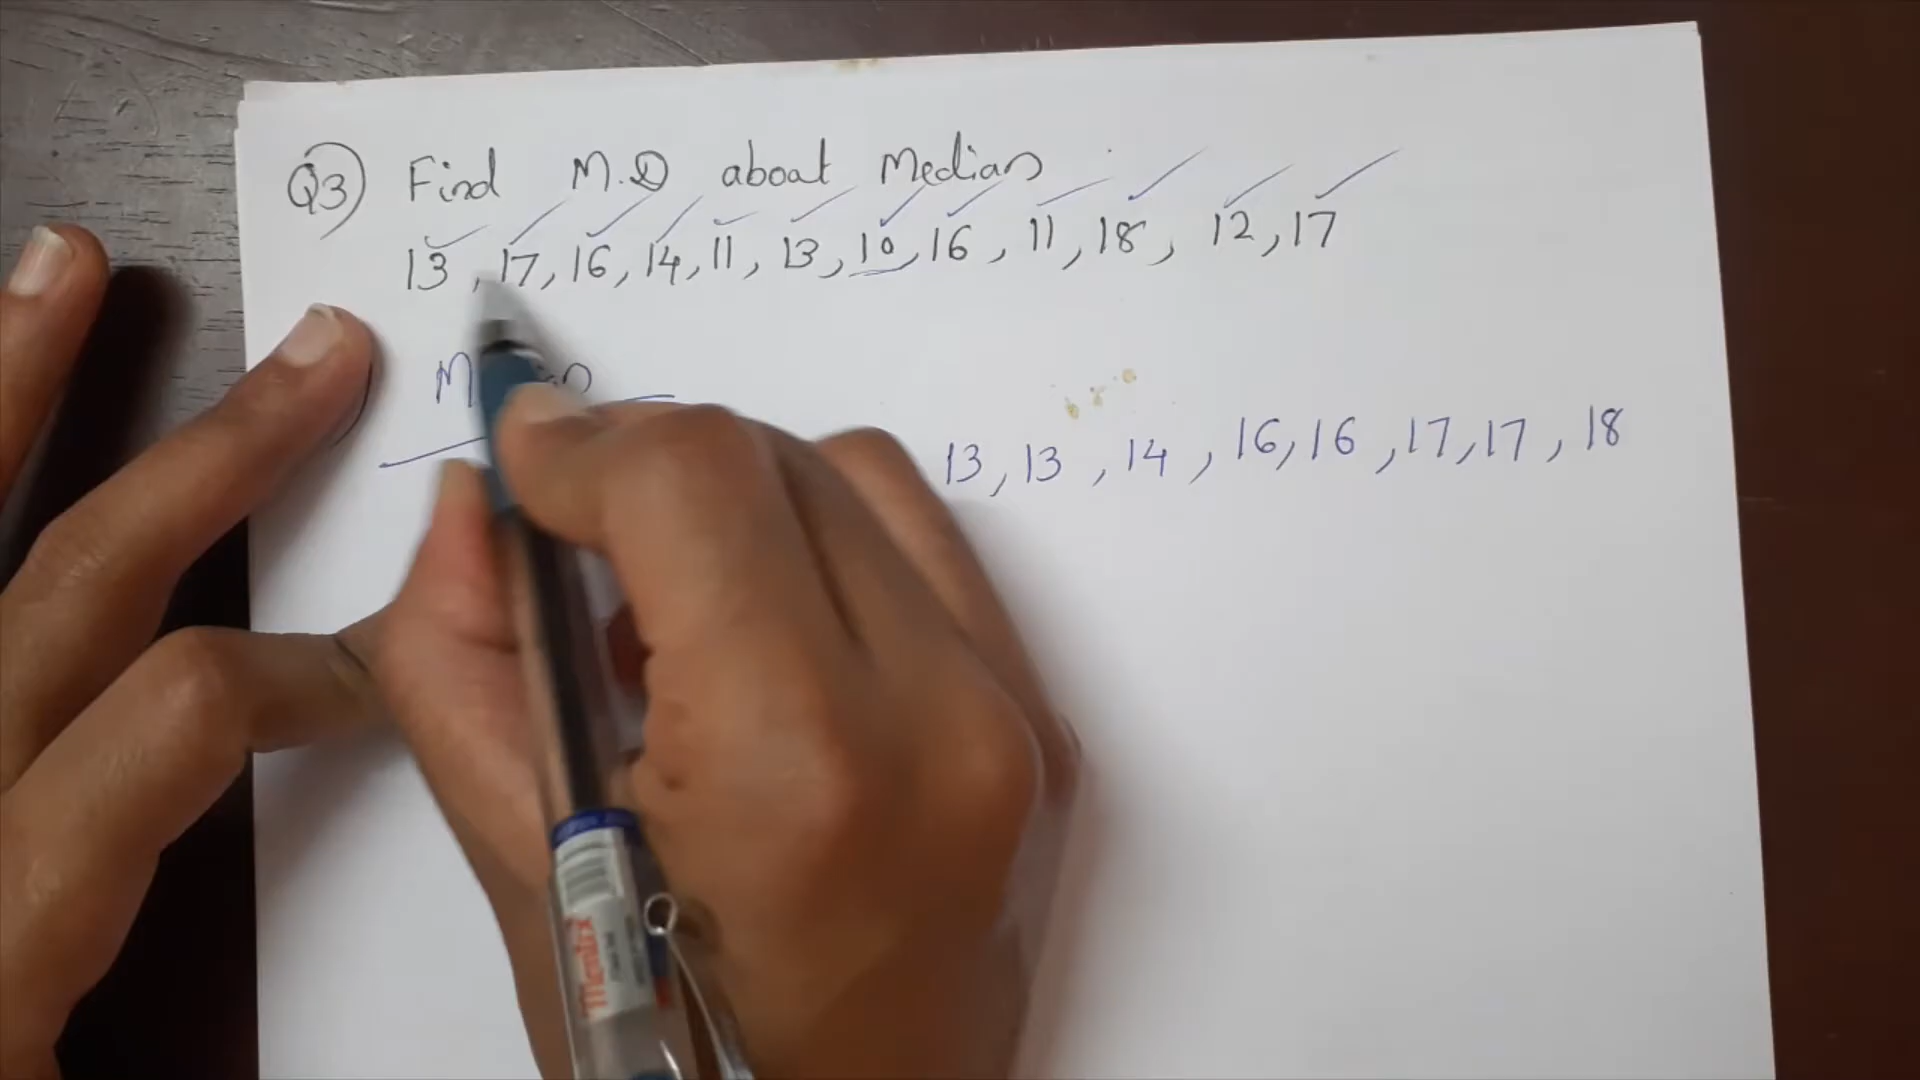 Q3) Find M.D about Median
13, 17, 16, 14, 11, 13, 10, 16, 11, 18, 12, 17
13, 13, 14, 16, 16, 17, 17, 18